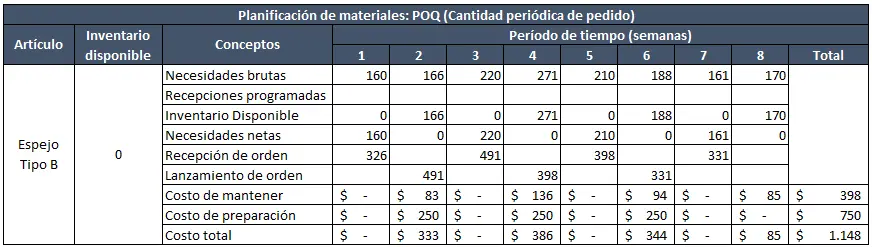 Planificación de materiales: POQ (Cantidad periódica de pedido)
Artículo Inventario disponible Conceptos Período de tiempo (semanas)
1 2 3 4 5 6 7 8 Total
Espejo Tipo B 0
Necesidades brutas 160 166 220 271 210 188 161 170
Recepciones programadas
Inventario Disponible 0 166 0 271 0 188 0 170
Necesidades netas 160 0 220 0 210 0 161 0
Recepción de orden 326 491 398 331
Lanzamiento de orden 491 398 331
Costo de mantener $ - $ 83 $ - $ 136 $ - $ 94 $ - $ 85 $ 398
Costo de preparación $ - $ 250 $ - $ 250 $ - $ 250 $ - $ - $ 750
Costo total $ - $ 333 $ - $ 386 $ - $ 344 $ - $ 85 $ 1.148